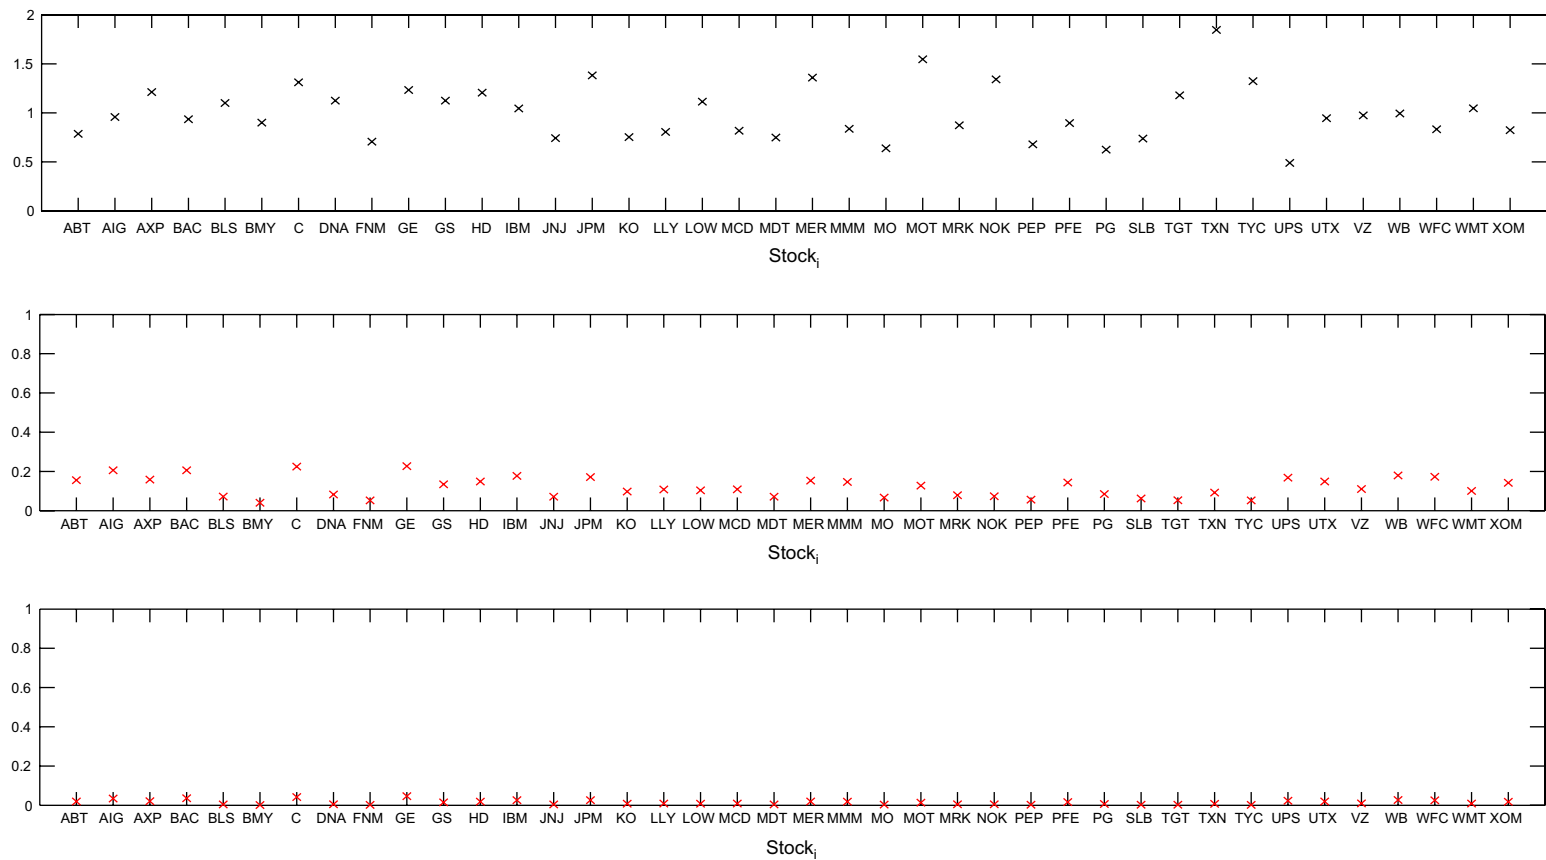 2
1.5
1
0.5
0
ABT AIG AXP BAC BLS BMY C DNA FNM GE GS HD IBM JNJ JPM KO LLY LOW MCD MDT MER MMM MO MOT MRK NOK PEP PFE PG SLB TGT TXN TYC UPS UTX VZ WB WFC WMT XOM
Stock_i
1
0.8
0.6
0.4
0.2
0
ABT AIG AXP BAC BLS BMY C DNA FNM GE GS HD IBM JNJ JPM KO LLY LOW MCD MDT MER MMM MO MOT MRK NOK PEP PFE PG SLB TGT TXN TYC UPS UTX VZ WB WFC WMT XOM
Stock_i
1
0.8
0.6
0.4
0.2
0
ABT AIG AXP BAC BLS BMY C DNA FNM GE GS HD IBM JNJ JPM KO LLY LOW MCD MDT MER MMM MO MOT MRK NOK PEP PFE PG SLB TGT TXN TYC UPS UTX VZ WB WFC WMT XOM
Stock_i